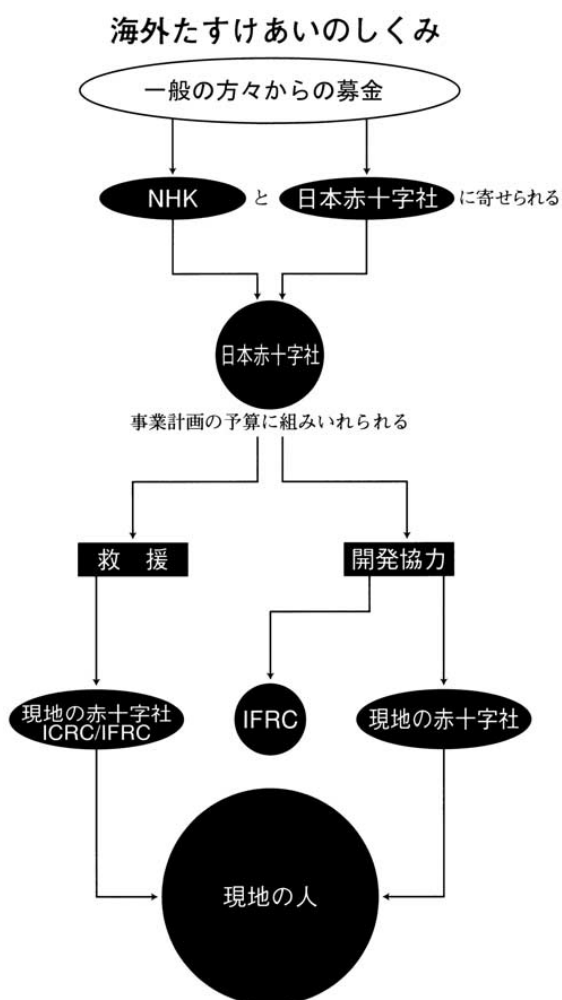 海外たすけあいのしくみ
一般の方々からの募金
NHK と 日本赤十字社 に寄せられる
日本赤十字社
事業計画の予算に組みいれられる
救　援
開発協力
現地の赤十字社
ICRC/IFRC
IFRC
現地の赤十字社
現地の人